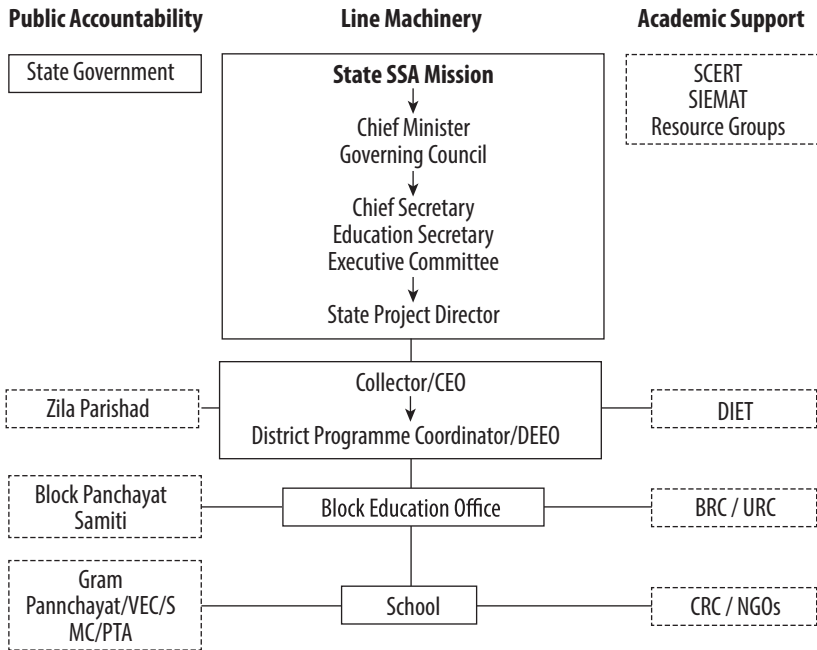 Public Accountability
Line Machinery
Academic Support
State Government
State SSA Mission
Chief Minister
Governing Council
Chief Secretary
Education Secretary
Executive Committee
State Project Director
SCERT
SIEMAT
Resource Groups
Zila Parishad
Collector/CEO
District Programme Coordinator/DEEO
DIET
Block Panchayat
Samiti
Block Education Office
BRC / URC
Gram
Pannchayat/VEC/S
MC/PTA
School
CRC / NGOs